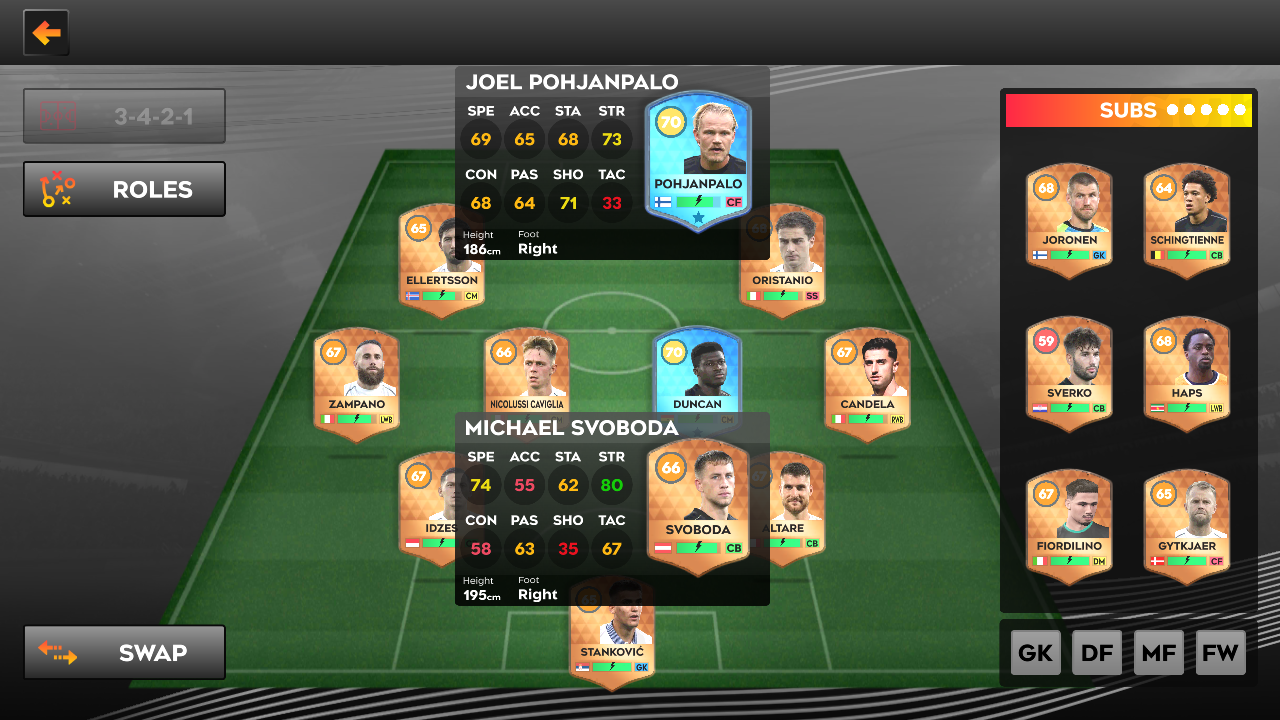 JOEL POHJANPALO
SPE ACC STA STR
69 65 68 73
CON PAS SHO TAC
68 64 71 33
Height Foot
186cm Right
70
POHJANPALO
CF
3-4-2-1
ROLES
SUBS
65
ELLERTSSON
CM
68
ORISTANIO
SS
67
ZAMPANO
LWB
66
NICOLUSSI CAVIGLIA
70
DUNCAN
CM
67
CANDELA
RWB
MICHAEL SVOBODA
SPE ACC STA STR
74 55 62 80
CON PAS SHO TAC
58 63 35 67
Height Foot
195cm Right
66
SVOBODA
CB
67
IDZES
67
ALTARE
CB
65
STANKOVIĆ
GK
68
JORONEN
GK
64
SCHINGTIENNE
CB
59
SVERKO
CB
68
HAPS
LWB
67
FIORDILINO
DM
65
GYTKJAER
CF
SWAP
GK DF MF FW